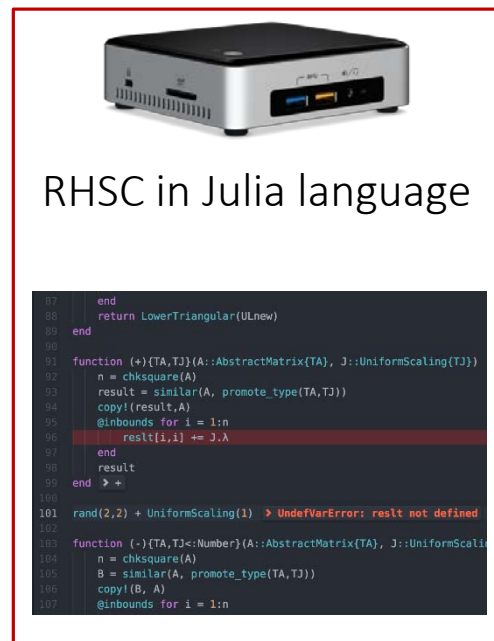 RHSC in Julia language
87 end
88 return LowerTriangular(ULnew)
89 end
90
91 function (+){TA,TJ}(A::AbstractMatrix{TA}, J::UniformScaling{TJ})
92 n = chksquare(A)
93 result = similar(A, promote_type(TA,TJ))
94 copy!(result,A)
95 @inbounds for i = 1:n
96 reslt[i,i] += J.λ
97 end
98 result
99 end > +
100
101 rand(2,2) + UniformScaling(1) > UndefVarError: reslt not defined
102
103 function (-){TA,TJ<:Number}(A::AbstractMatrix{TA}, J::UniformScalin
104 n = chksquare(A)
105 B = similar(A, promote_type(TA,TJ))
106 copy!(B, A)
107 @inbounds for i = 1:n